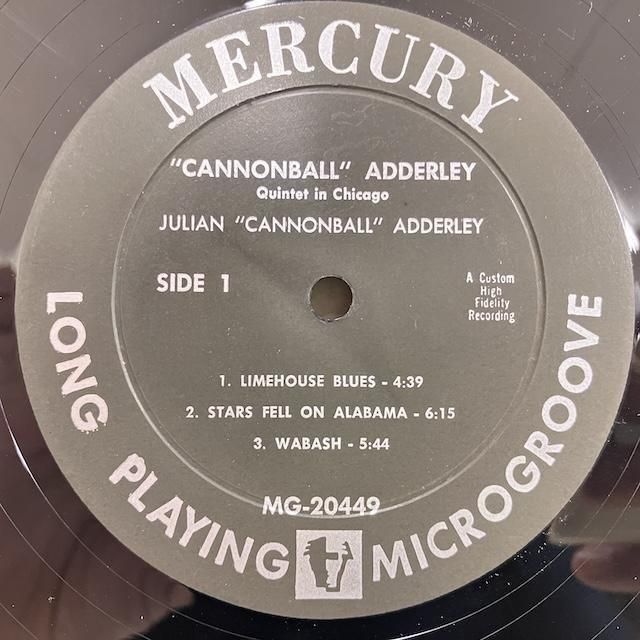 MERCURY
"CANNONBALL" ADDERLEY
Quintet in Chicago
JULIAN "CANNONBALL" ADDERLEY
SIDE 1
A Custom
High
Fidelity
Recording
1. LIMEHOUSE BLUES - 4:39
2. STARS FELL ON ALABAMA - 6:15
3. WABASH - 5:44
MG-20449
LONG PLAYING MICROGROOVE